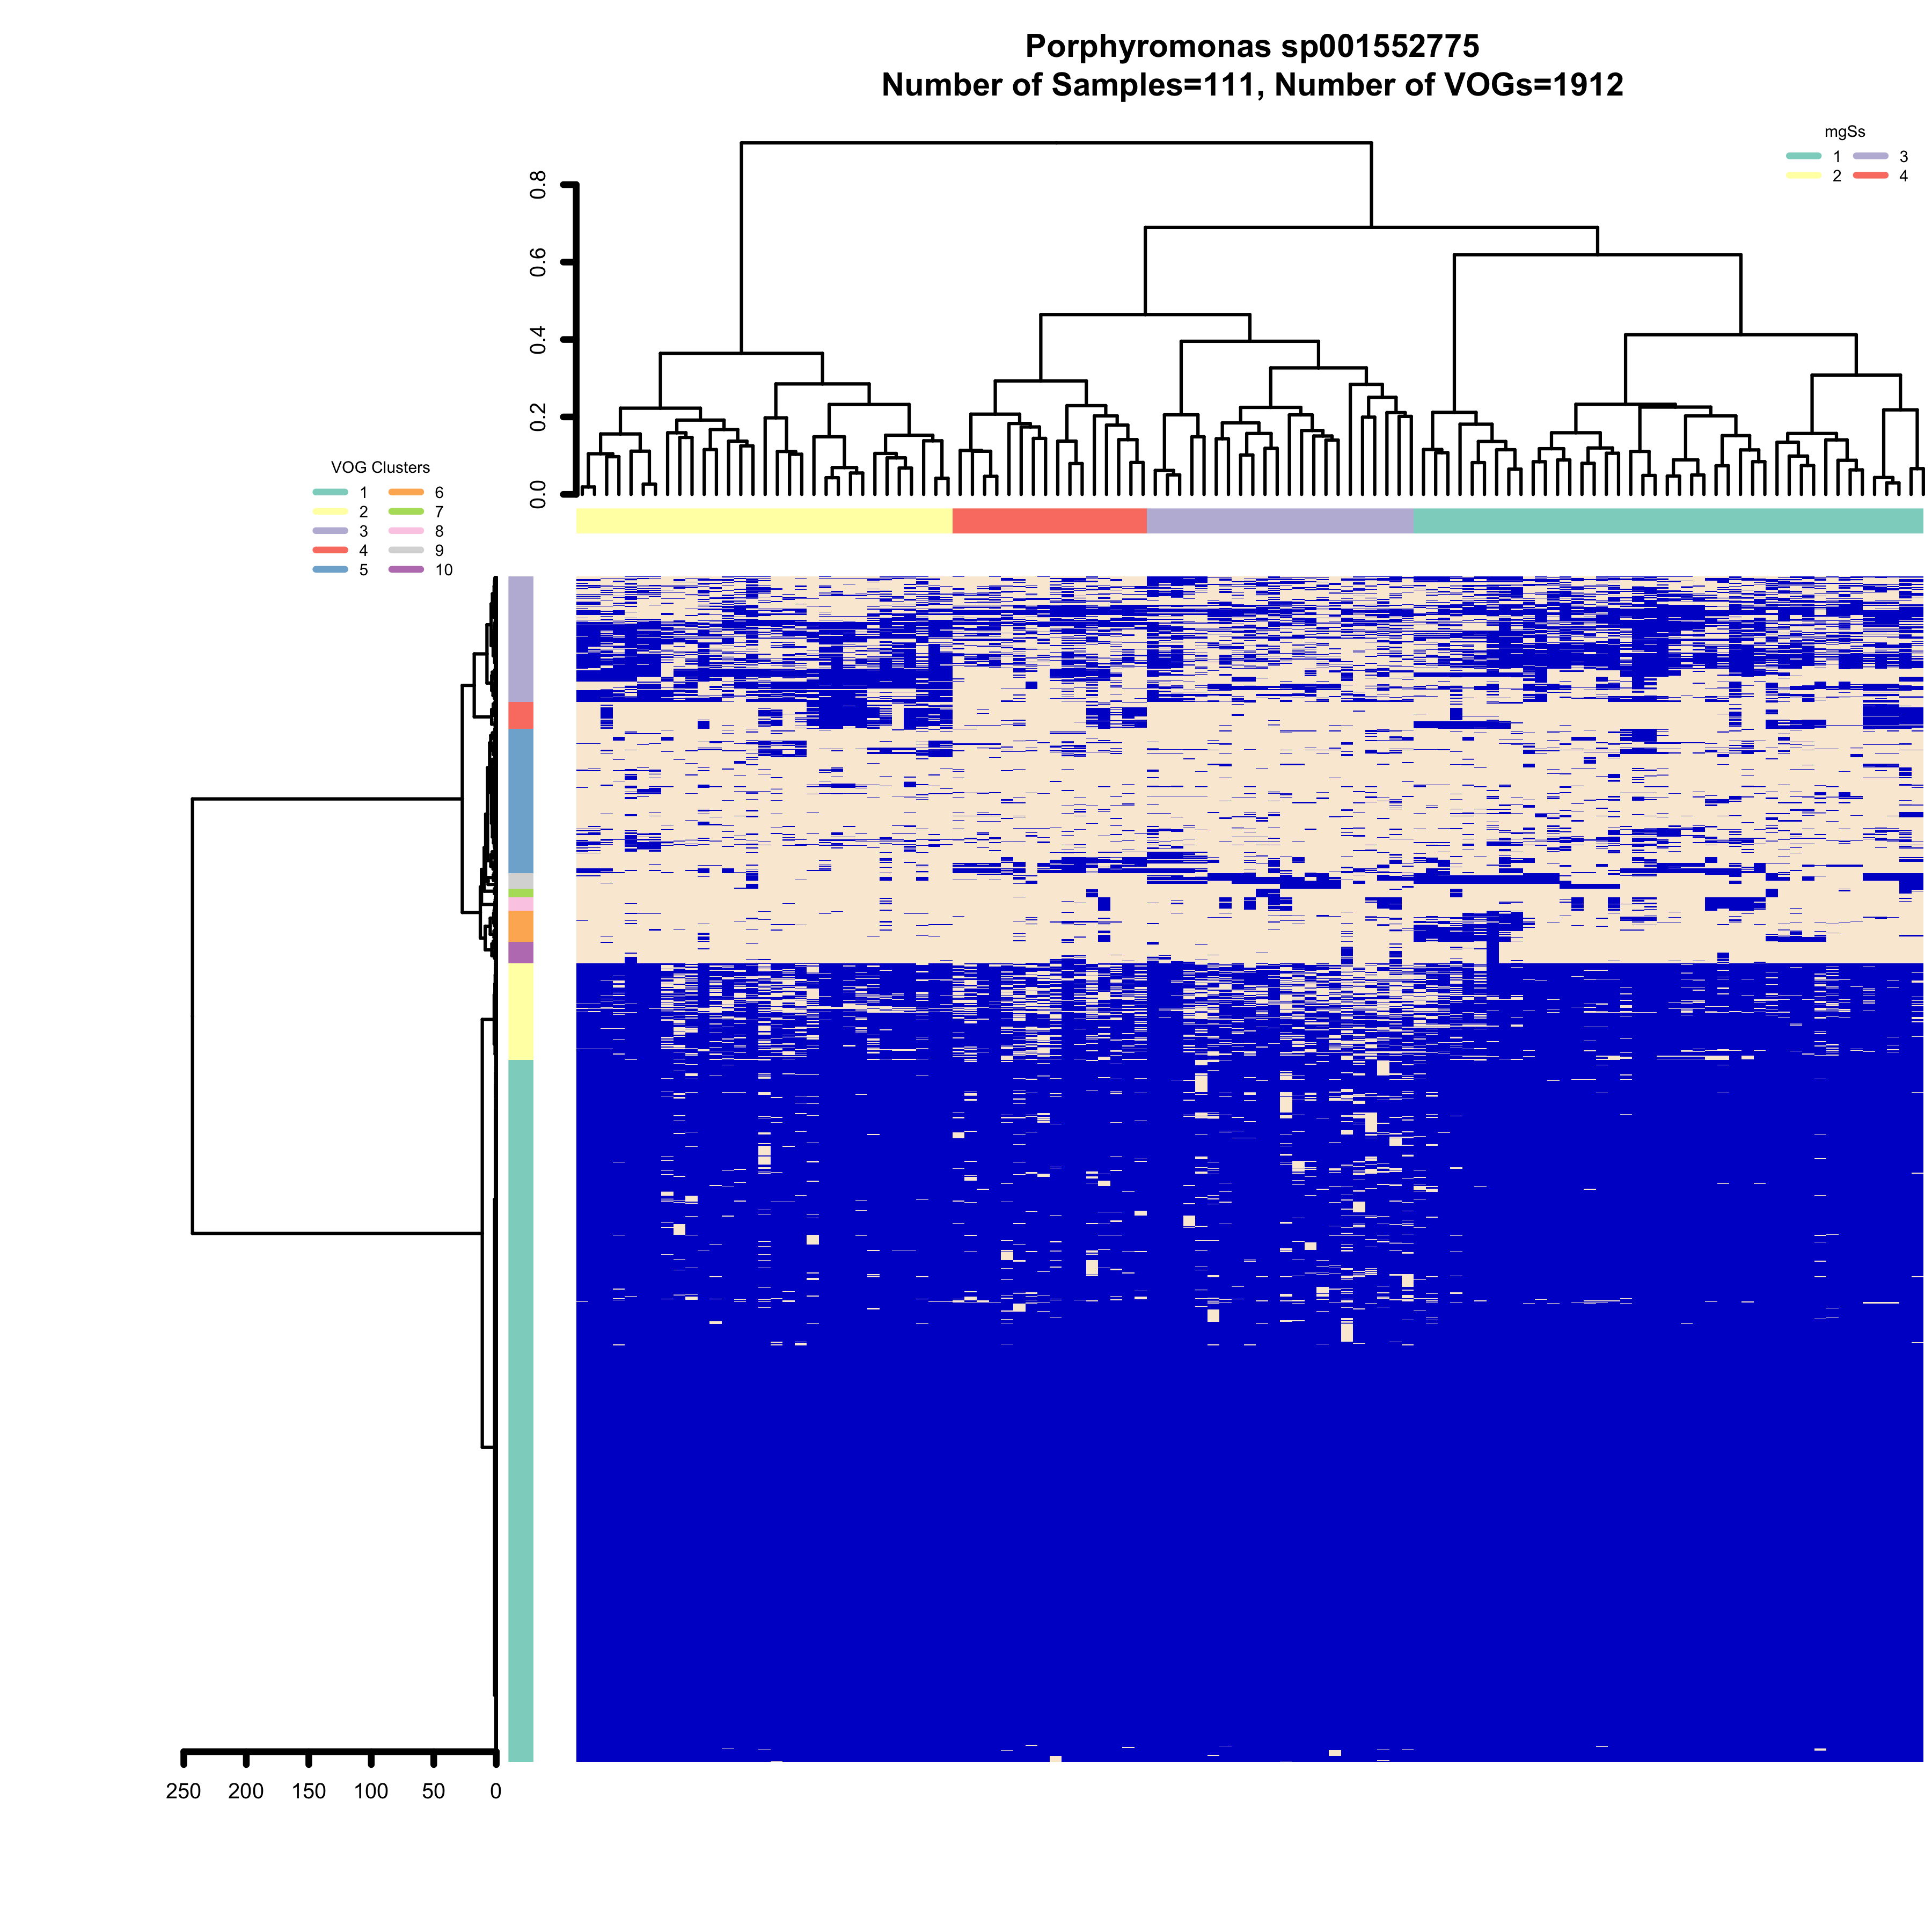 Porphyromonas sp001552775
Number of Samples=111, Number of VOGs=1912
mgSs
1 3
2 4
0.8
0.6
0.4
0.2
0.0
VOG Clusters
1 6
2 7
3 8
4 9
5 10
250 200 150 100 50 0